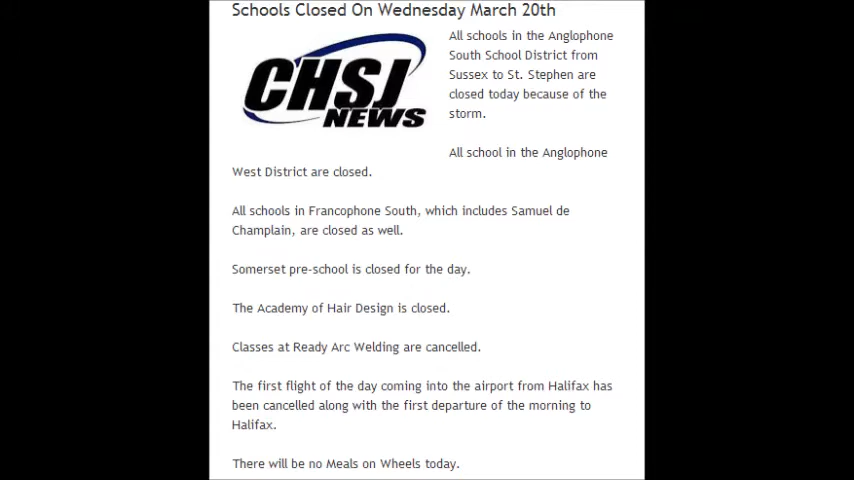 Schools Closed On Wednesday March 20th
CHSJ
NEWS
All schools in the Anglophone
South School District from
Sussex to St. Stephen are
closed today because of the
storm.
All school in the Anglophone
West District are closed.
All schools in Francophone South, which includes Samuel de
Champlain, are closed as well.
Somerset pre-school is closed for the day.
The Academy of Hair Design is closed.
Classes at Ready Arc Welding are cancelled.
The first flight of the day coming into the airport from Halifax has
been cancelled along with the first departure of the morning to
Halifax.
There will be no Meals on Wheels today.